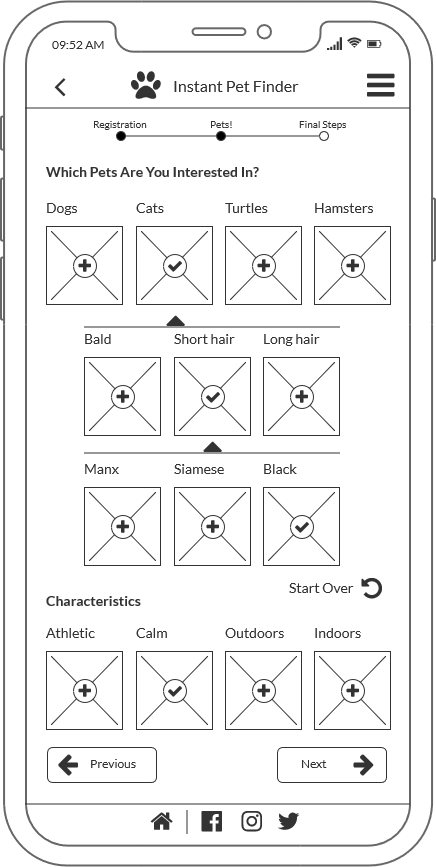 09:52 AM
Instant Pet Finder
Registration Pets! Final Steps
Which Pets Are You Interested In?
Dogs Cats Turtles Hamsters
Bald Short hair Long hair
Manx Siamese Black
Start Over
Characteristics
Athletic Calm Outdoors Indoors
Previous Next